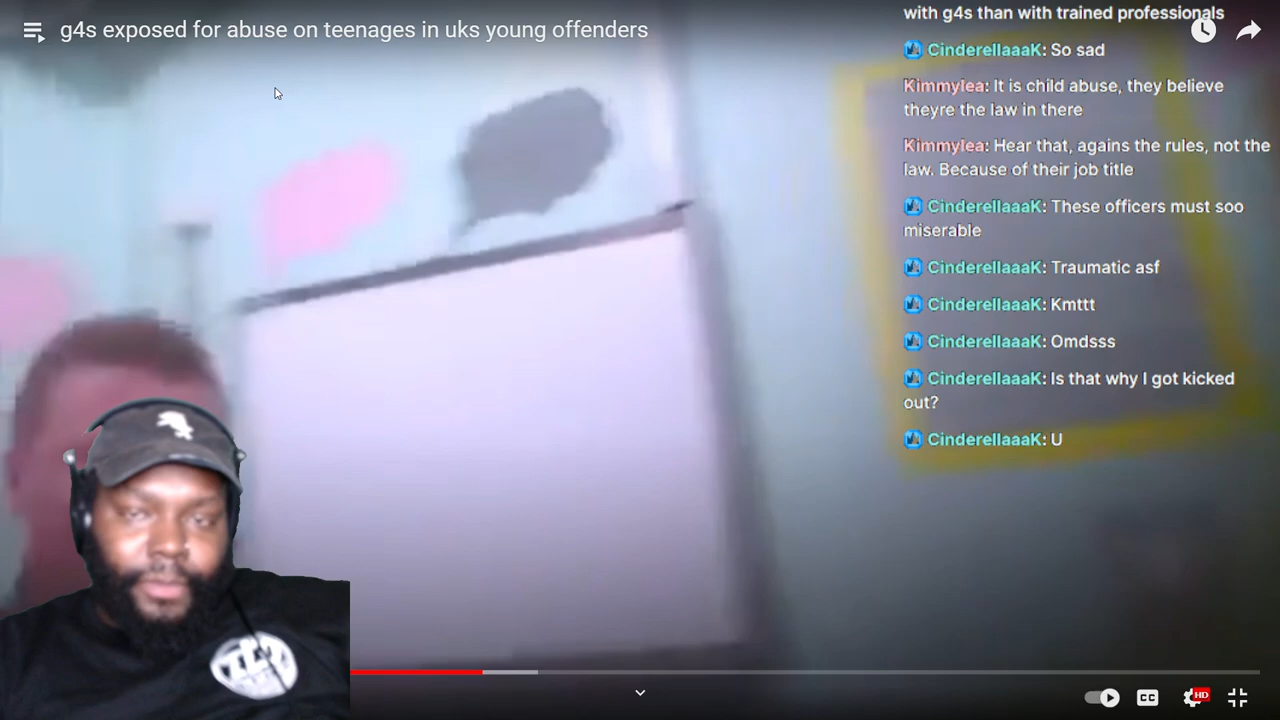 g4s exposed for abuse on teenages in uks young offenders
with g4s than with trained professionals
CinderellaaaK: So sad
Kimmylea: It is child abuse, they believe
theyre the law in there
Kimmylea: Hear that, agains the rules, not the
law. Because of their job title
CinderellaaaK: These officers must soo
miserable
CinderellaaaK: Traumatic asf
CinderellaaaK: Kmttt
CinderellaaaK: Omdsss
CinderellaaaK: Is that why I got kicked
out?
CinderellaaaK: U
CC
HD